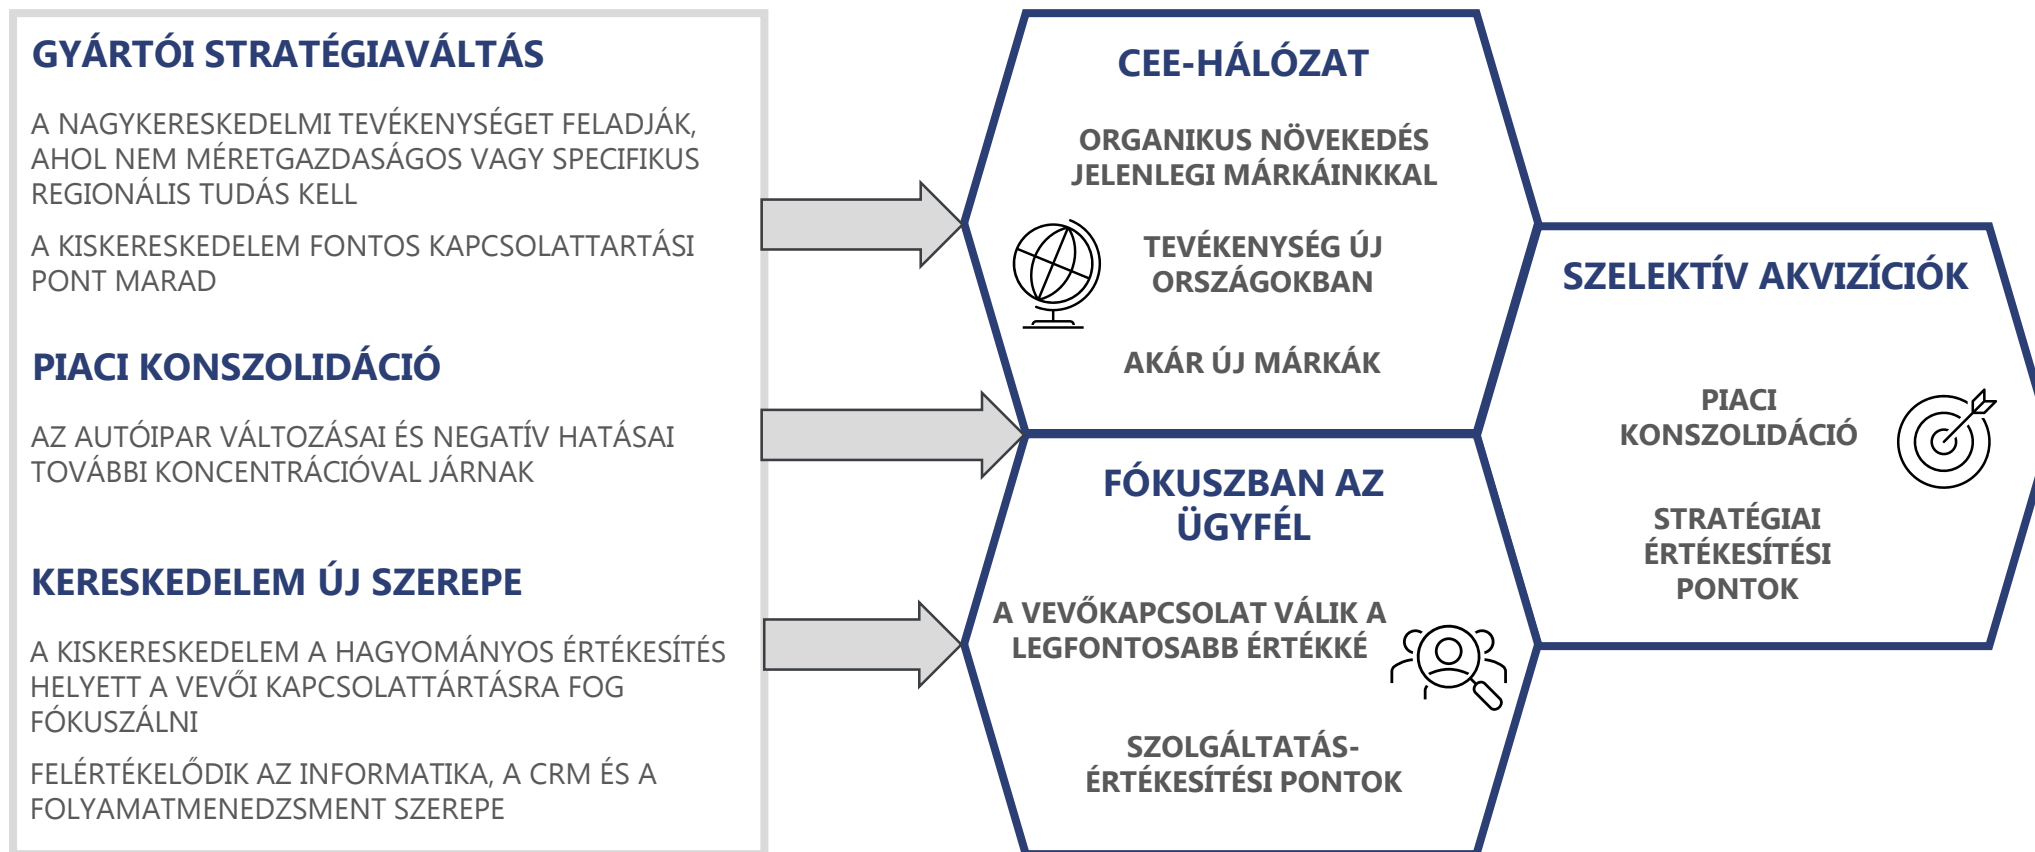 GYÁRTÓI STRATÉGIAVÁLTÁS
A NAGYKERESKEDELMI TEVÉKENYSÉGET FELADJÁK,
AHOL NEM MÉRETGAZDASÁGOS VAGY SPECIFIKUS
REGIONÁLIS TUDÁS KELL
A KISKERESKEDELEM FONTOS KAPCSOLATTARTÁSI
PONT MARAD
PIACI KONSZOLIDÁCIÓ
AZ AUTÓIPAR VÁLTOZÁSAI ÉS NEGATÍV HATÁSAI
TOVÁBBI KONCENTRÁCIÓVAL JÁRNAK
KERESKEDELEM ÚJ SZEREPE
A KISKERESKEDELEM A HAGYOMÁNYOS ÉRTÉKESÍTÉS
HELYETT A VEVŐI KAPCSOLATTÁRTÁSRA FOG
FÓKUSZÁLNI
FELÉRTÉKELŐDIK AZ INFORMATIKA, A CRM ÉS A
FOLYAMATMENEDZSMENT SZEREPE
CEE-HÁLÓZAT
ORGANIKUS NÖVEKEDÉS
JELENLEGI MÁRKÁINKKAL
TEVÉKENYSÉG ÚJ
ORSZÁGOKBAN
AKÁR ÚJ MÁRKÁK
FÓKUSZBAN AZ
ÜGYFÉL
A VEVŐKAPCSOLAT VÁLIK A
LEGFONTOSABB ÉRTÉKKÉ
SZOLGÁLTATÁS-
ÉRTÉKESÍTÉSI PONTOK
SZELEKTÍV AKVIZÍCIÓK
PIACI
KONSZOLIDÁCIÓ
STRATÉGIAI
ÉRTÉKESÍTÉSI
PONTOK